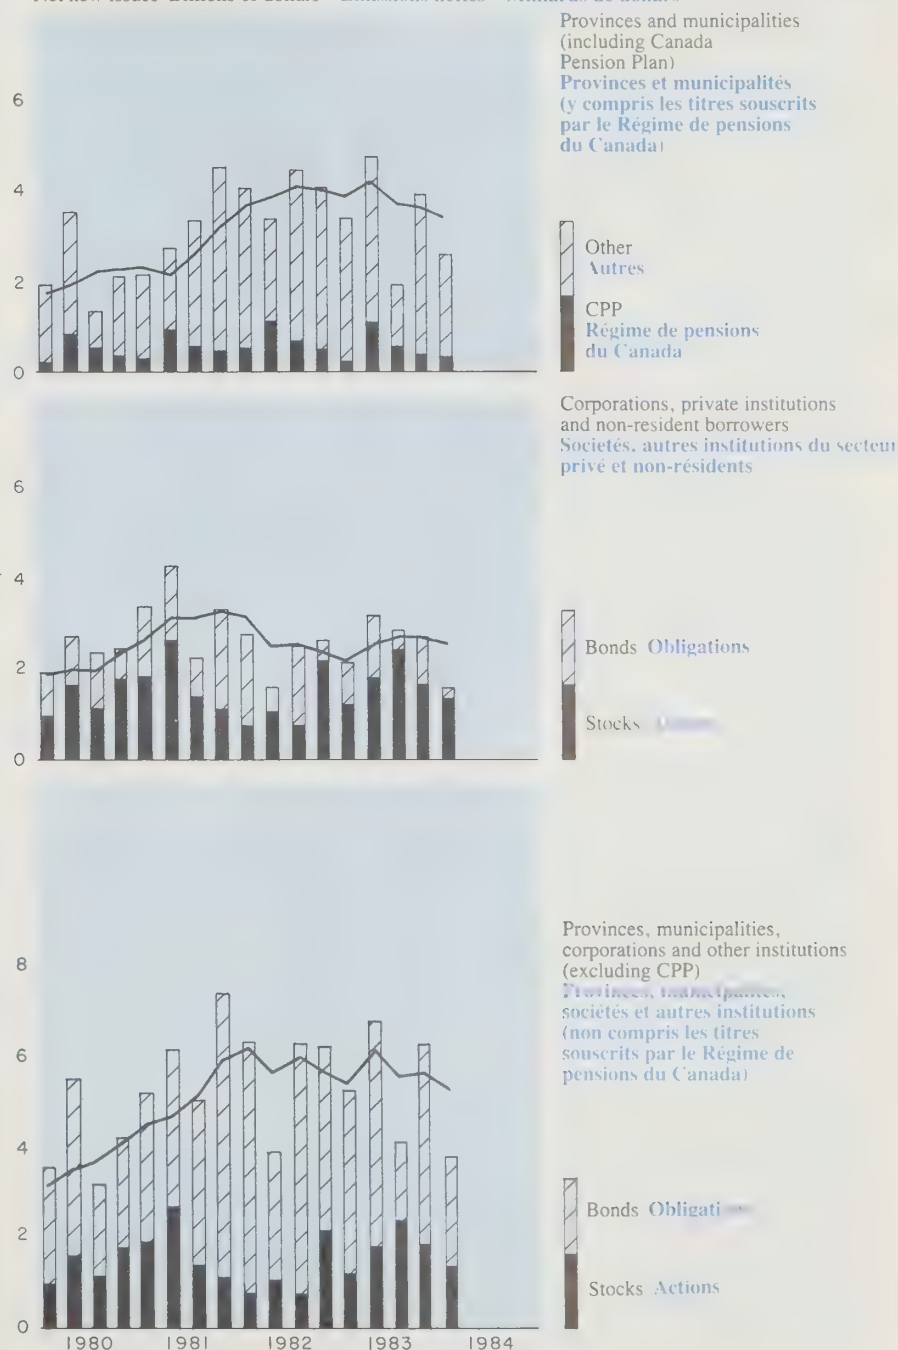 Provinces and municipalities
(including Canada
Pension Plan)
Provinces et municipalités
(y compris les titres souscrits
par le Régime de pensions
du Canada)
6
4
2
0
Other
Autres
CPP
Régime de pensions
du Canada
Corporations, private institutions
and non-resident borrowers
Sociétés, autres institutions du secteur
privé et non-résidents
6
4
2
0
Bonds Obligations
Stocks
Provinces, municipalities,
corporations and other institutions
(excluding CPP)
Provinces, municipalités,
sociétés et autres institutions
(non compris les titres
souscrits par le Régime de
pensions du Canada)
8
6
4
2
0
Bonds
Stocks Actions
1980 1981 1982 1983 1984